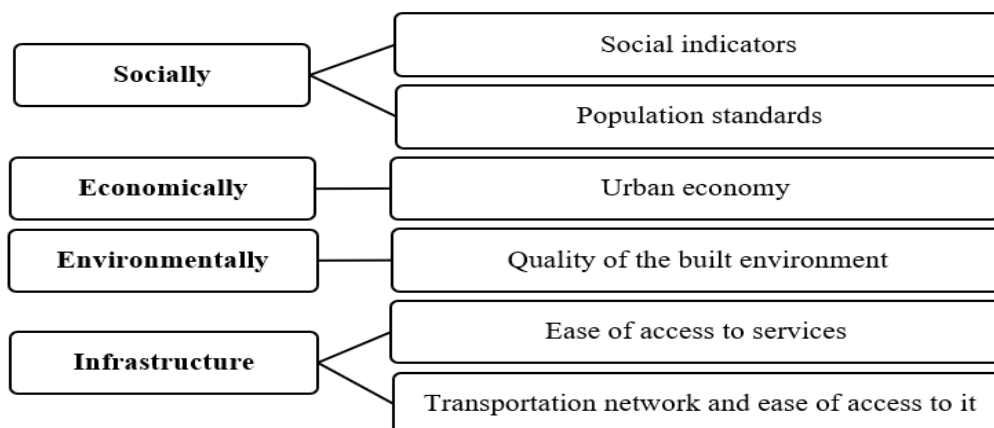 Socially
Social indicators
Population standards
Economically
Urban economy
Environmentally
Quality of the built environment
Infrastructure
Ease of access to services
Transportation network and ease of access to it